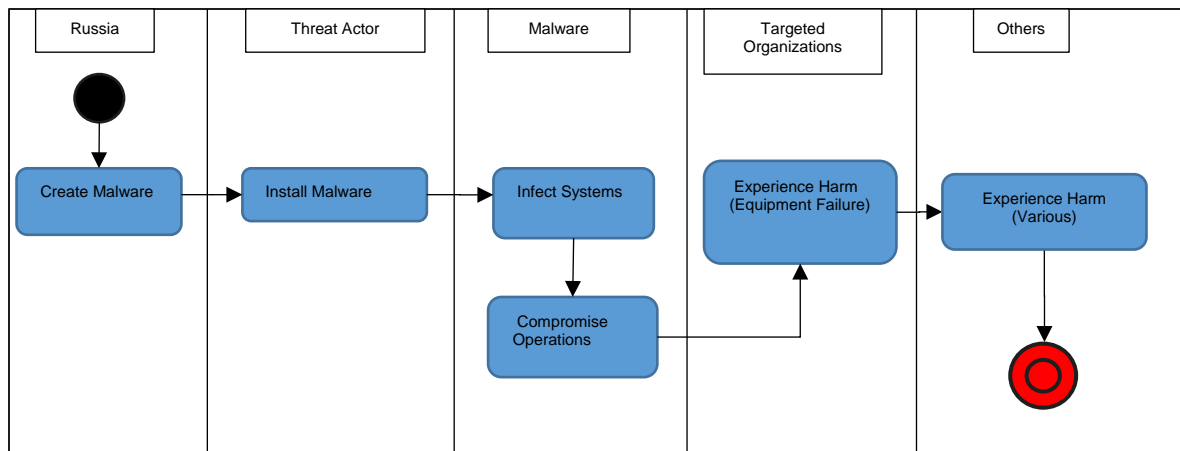 Russia
Threat Actor
Malware
Targeted
Organizations
Others
Create Malware
Install Malware
Infect Systems
Experience Harm
(Equipment Failure)
Experience Harm
(Various)
Compromise
Operations